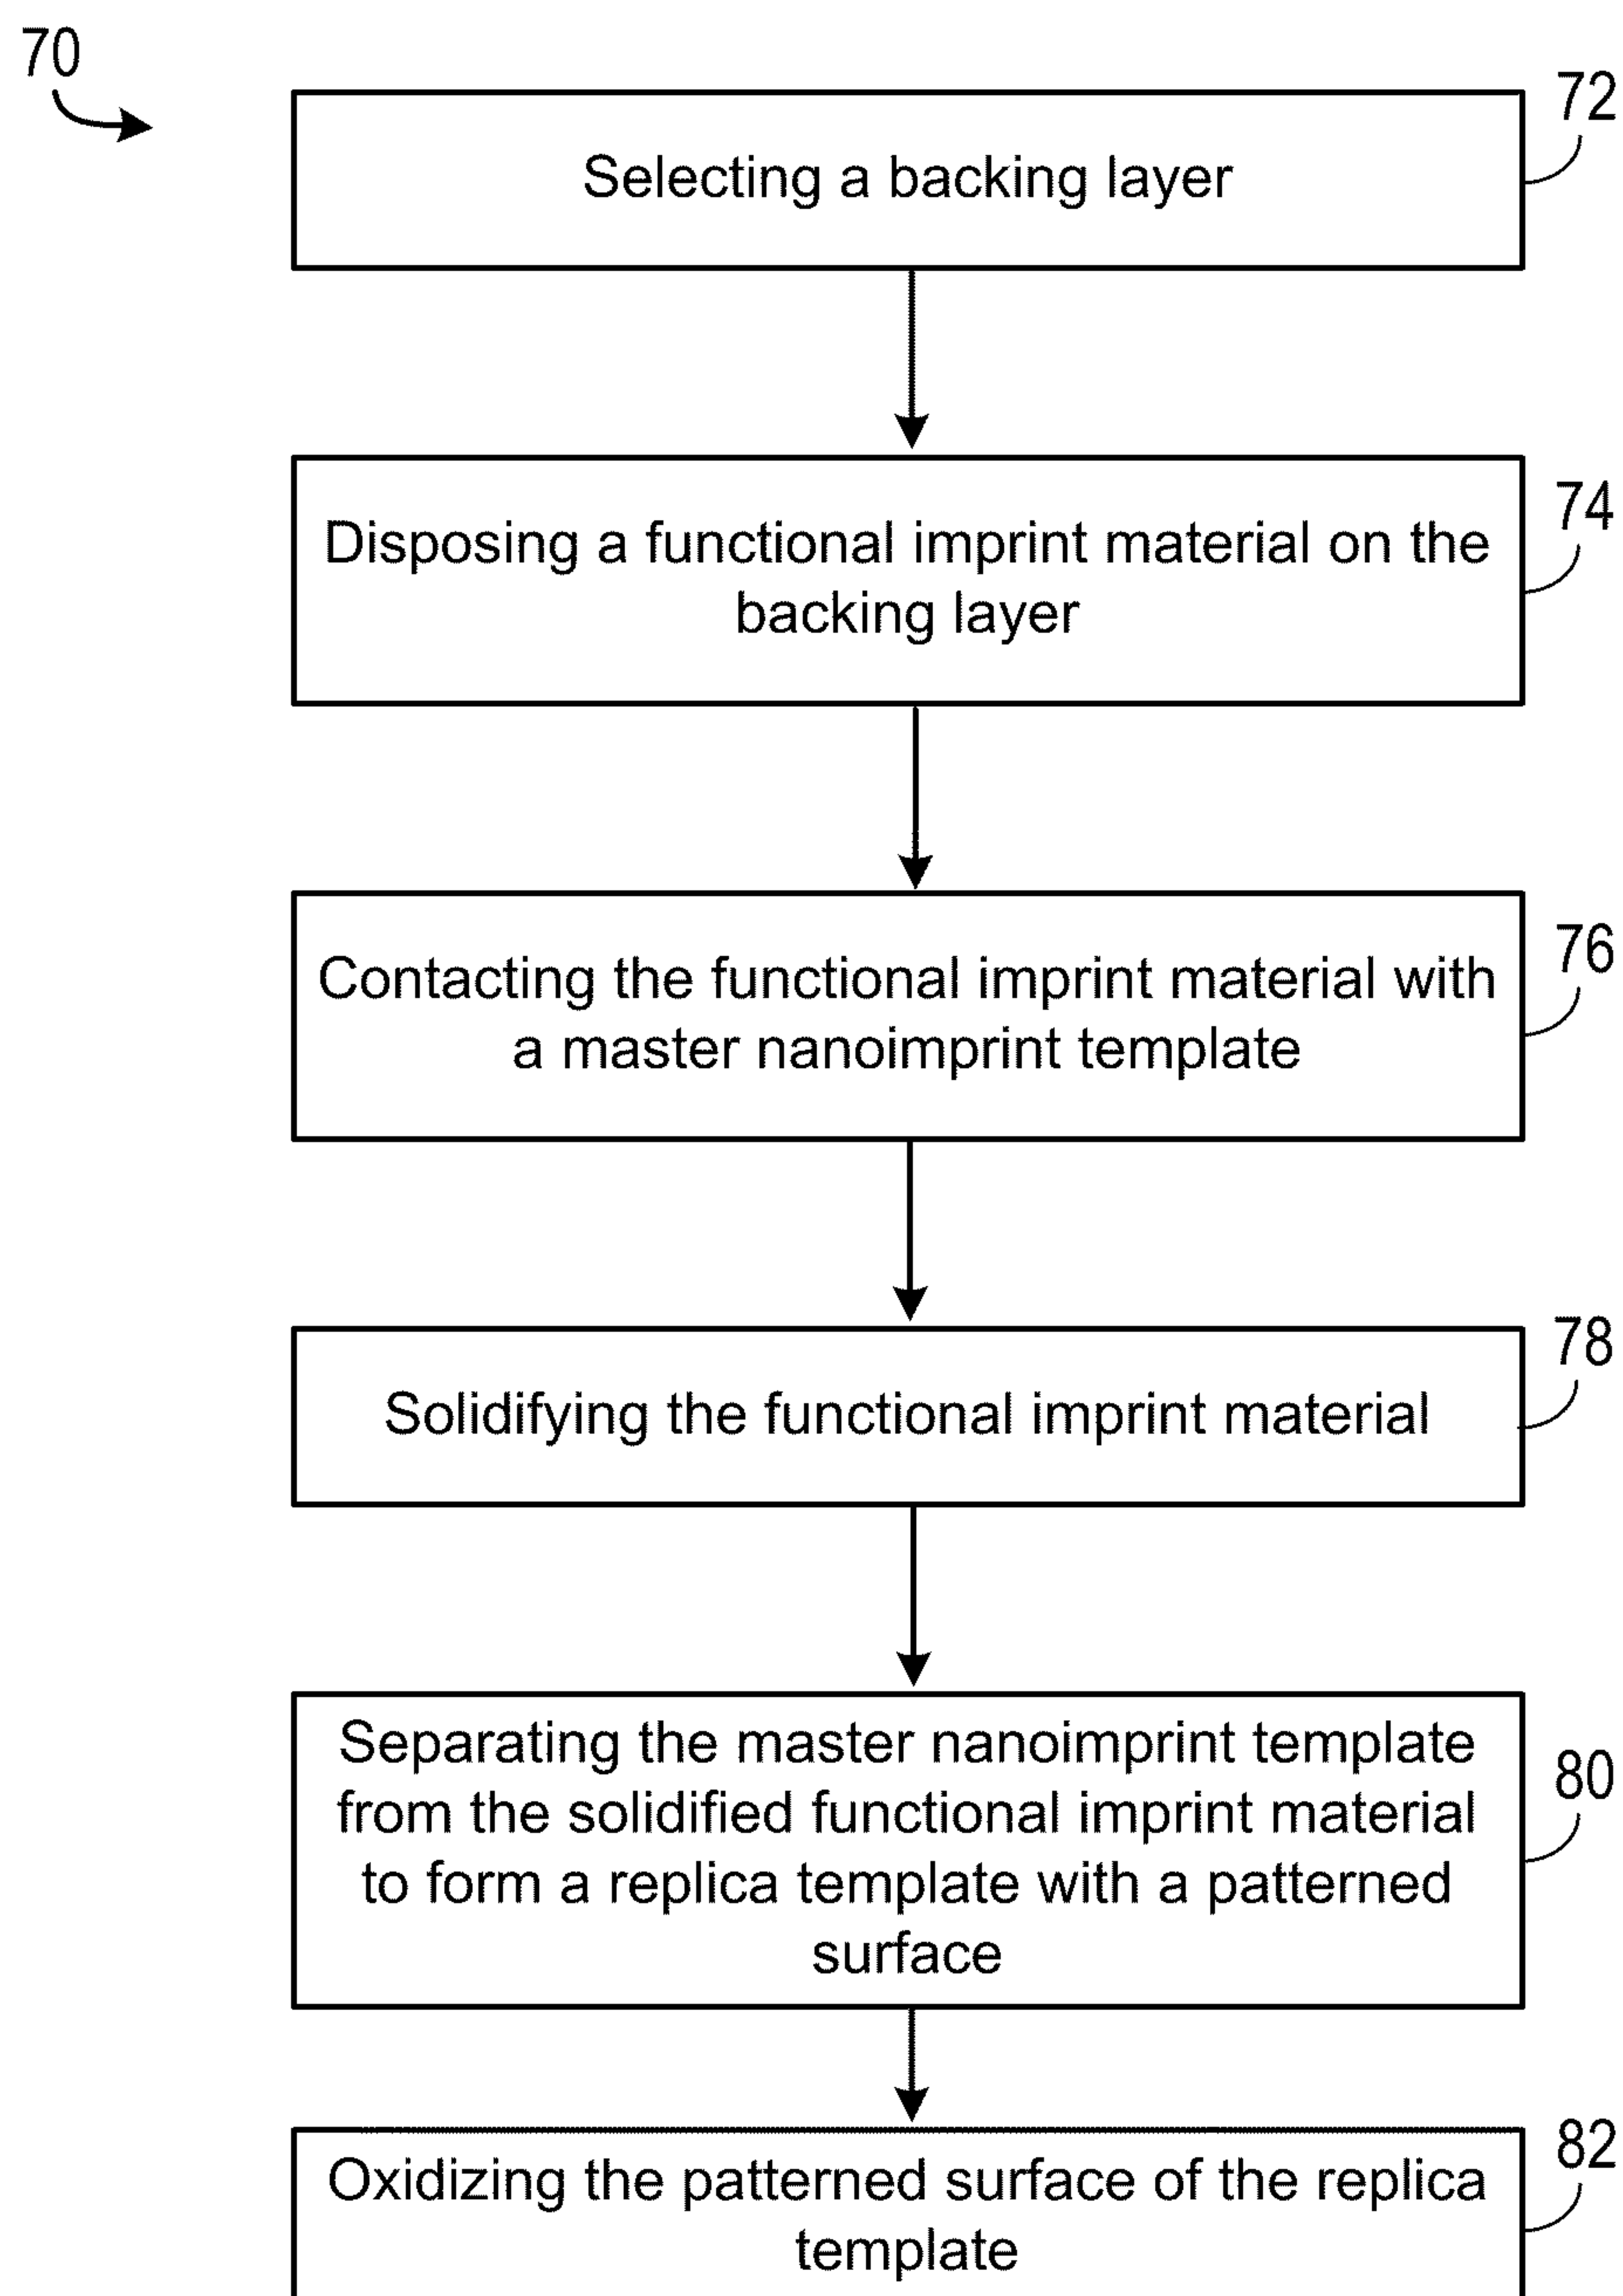 70
72
Selecting a backing layer
74
Disposing a functional imprint material on the
backing layer
76
Contacting the functional imprint material with
a master nanoimprint template
78
Solidifying the functional imprint material
80
Separating the master nanoimprint template
from the solidified functional imprint material
to form a replica template with a patterned
surface
82
Oxidizing the patterned surface of the replica
template